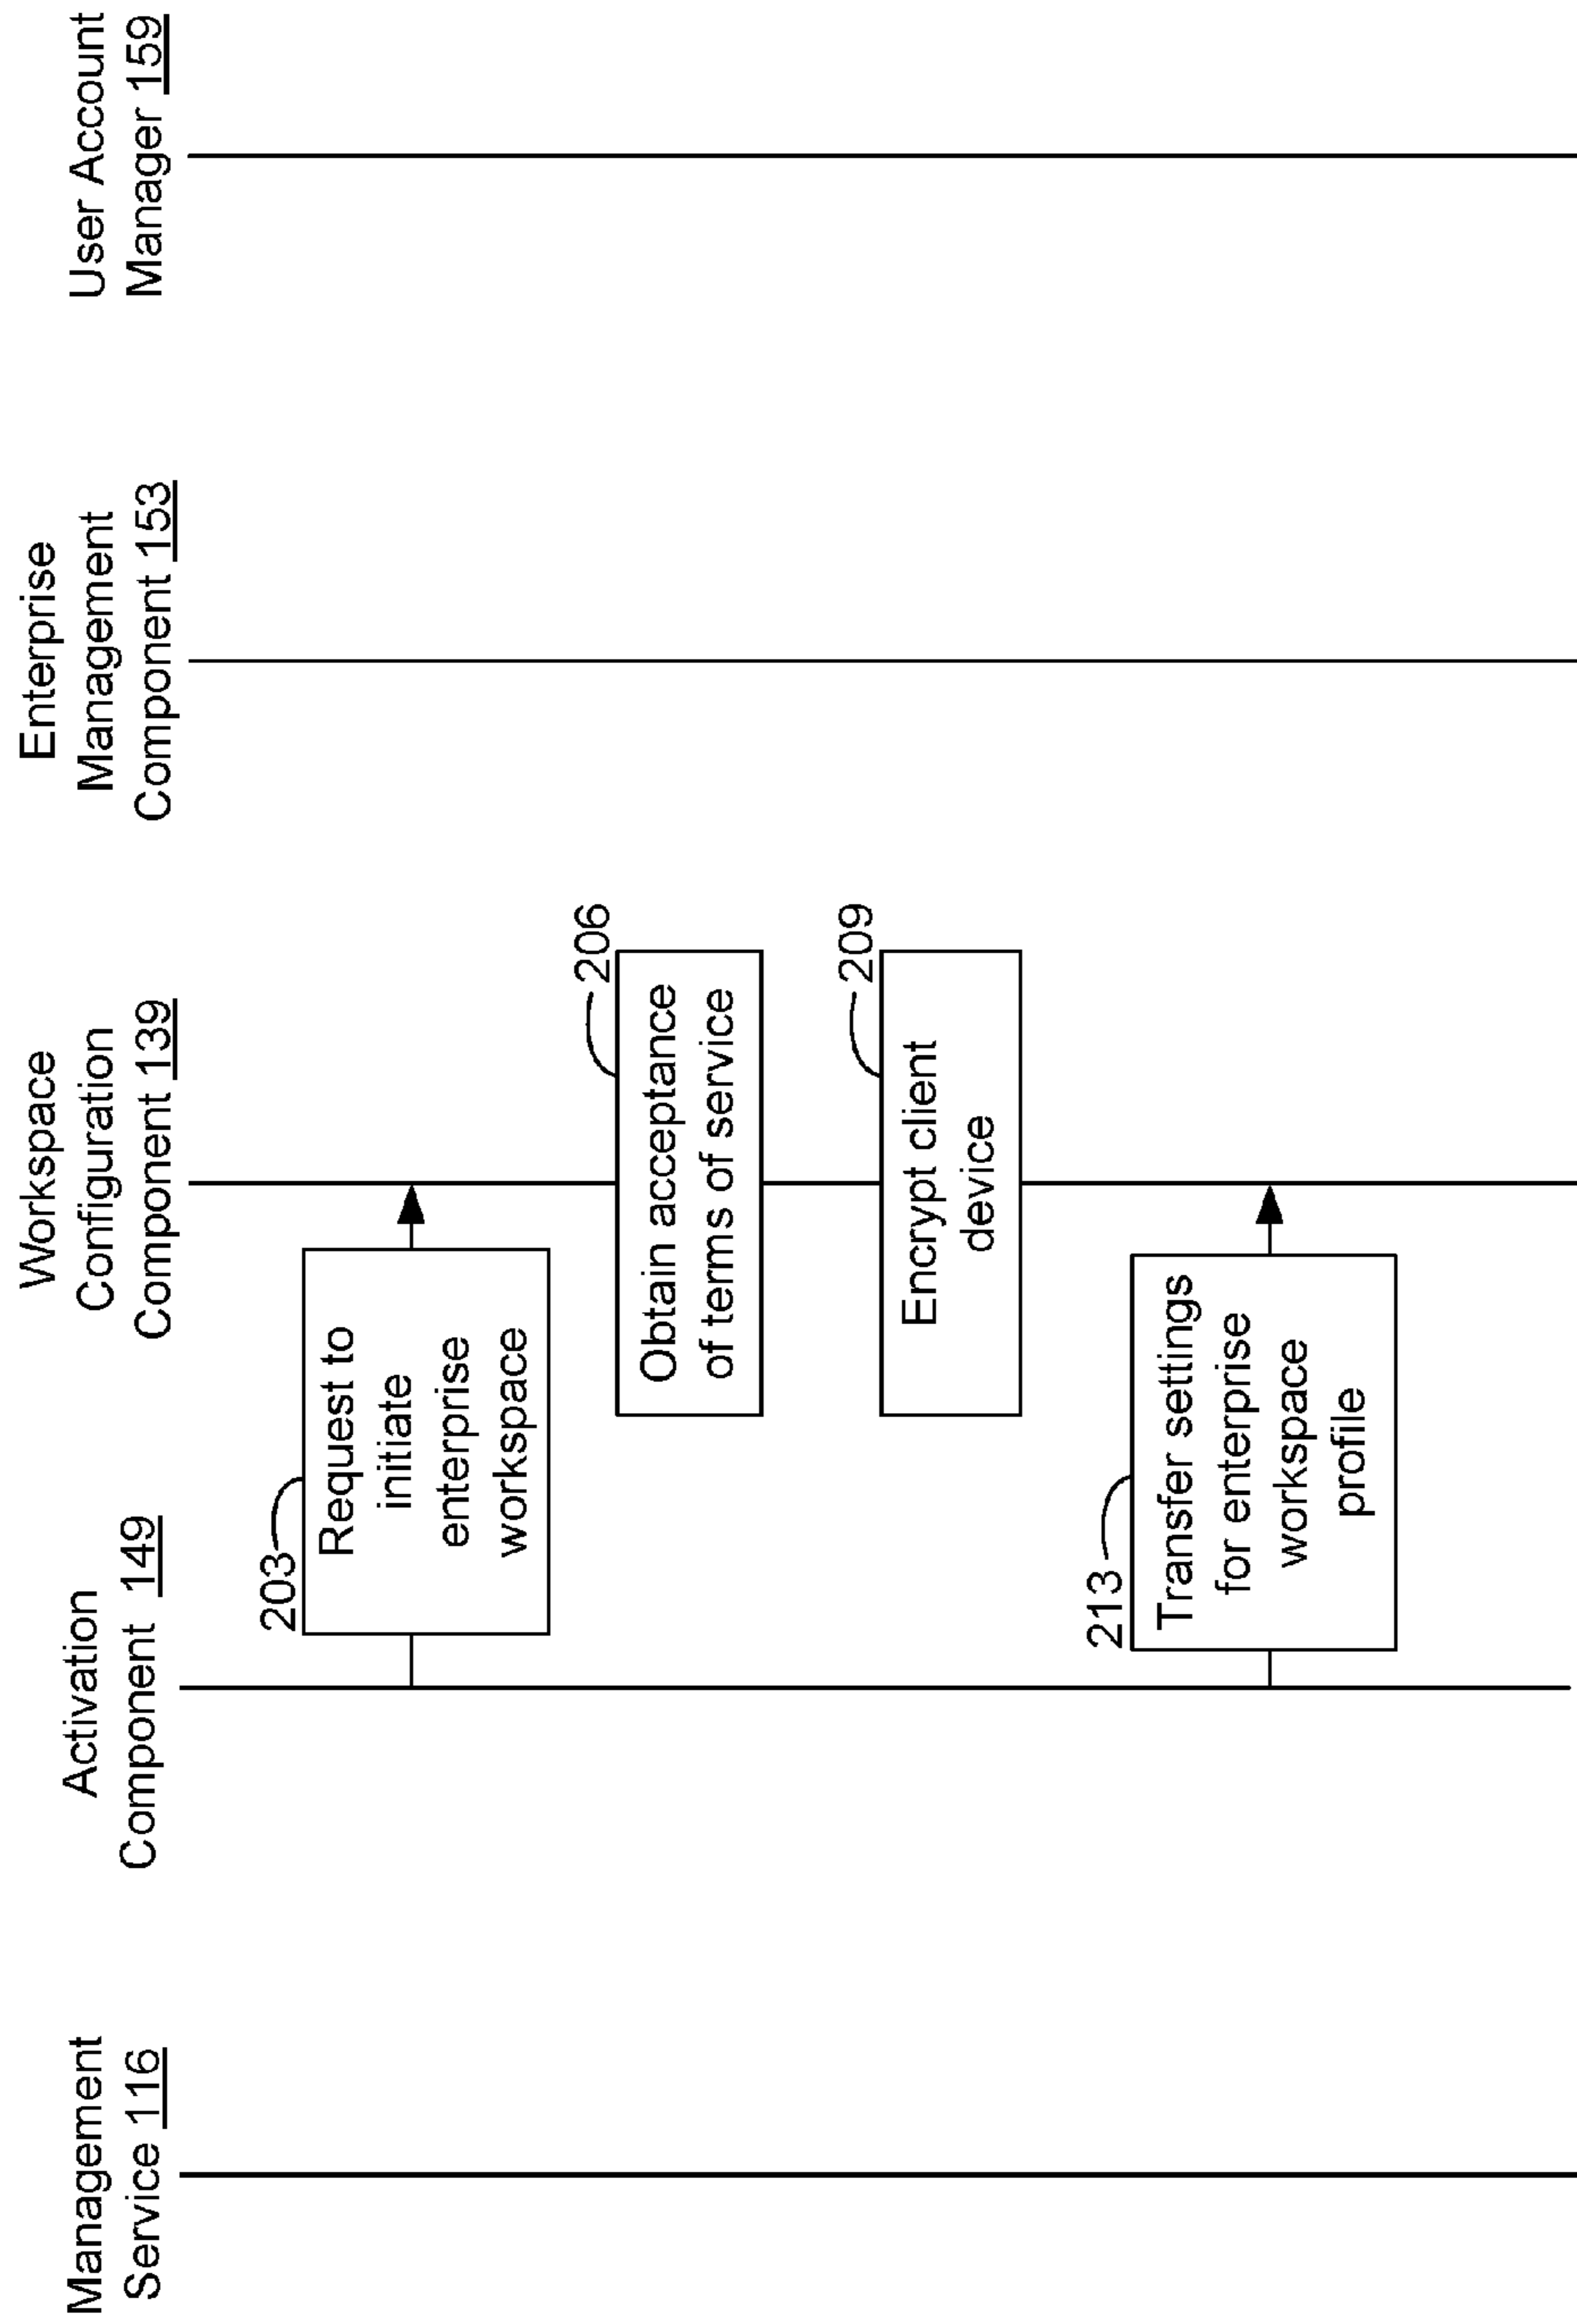 Management
Service 116
Activation
Component 149
Workspace
Configuration
Component 139
Enterprise
Management
Component 153
User Account
Manager 159
203
Request to
initiate
enterprise
workspace
206
Obtain acceptance
of terms of service
209
Encrypt client
device
213
Transfer settings
for enterprise
workspace
profile